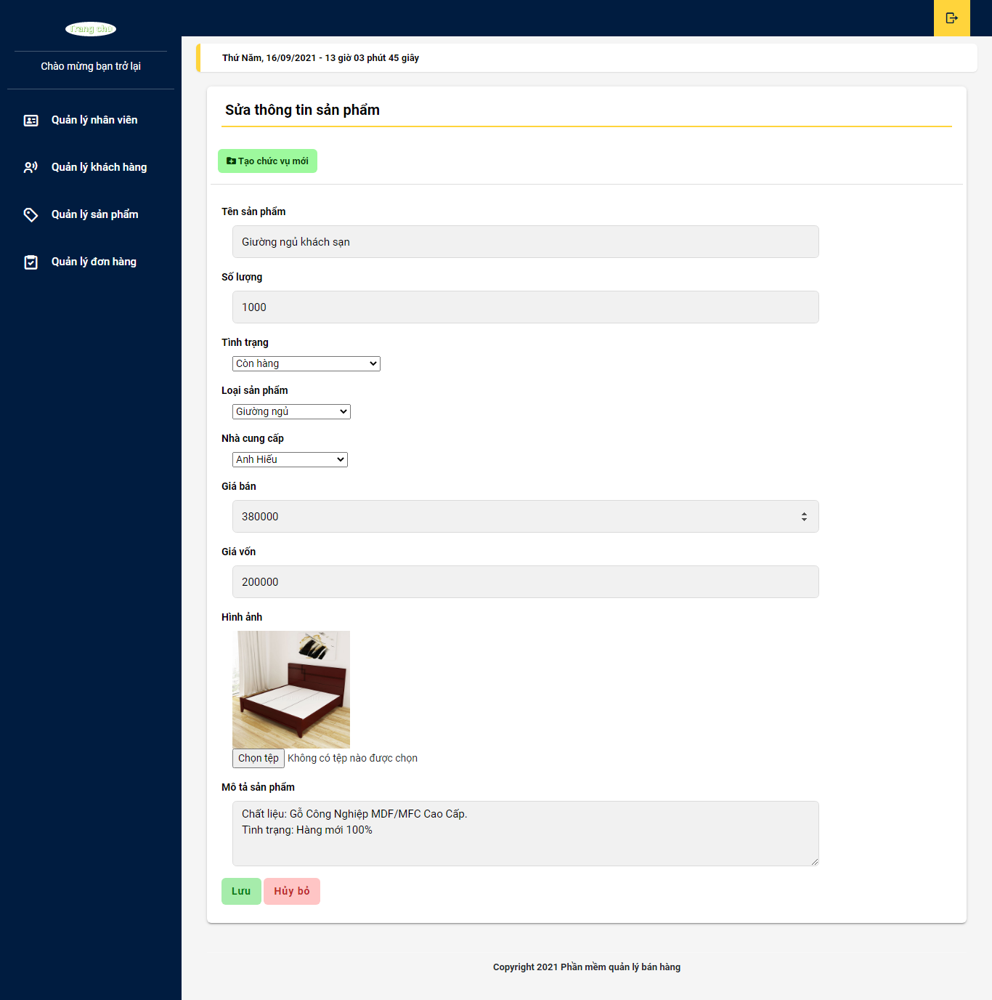 Trang chủ
Chào mừng bạn trở lại
Quản lý nhân viên
Quản lý khách hàng
Quản lý sản phẩm
Quản lý đơn hàng
Thứ Năm, 16/09/2021 - 13 giờ 03 phút 45 giây
Sửa thông tin sản phẩm
Tạo chức vụ mới
Tên sản phẩm
Giường ngủ khách sạn
Số lượng
1000
Tình trạng
Còn hàng
Loại sản phẩm
Giường ngủ
Nhà cung cấp
Anh Hiếu
Giá bán
380000
Giá vốn
200000
Hình ảnh
Chọn tệp Không có tệp nào được chọn
Mô tả sản phẩm
Chất liệu: Gỗ Công Nghiệp MDF/MFC Cao Cấp.
Tình trạng: Hàng mới 100%
Lưu Hủy bỏ
Copyright 2021 Phần mềm quản lý bán hàng